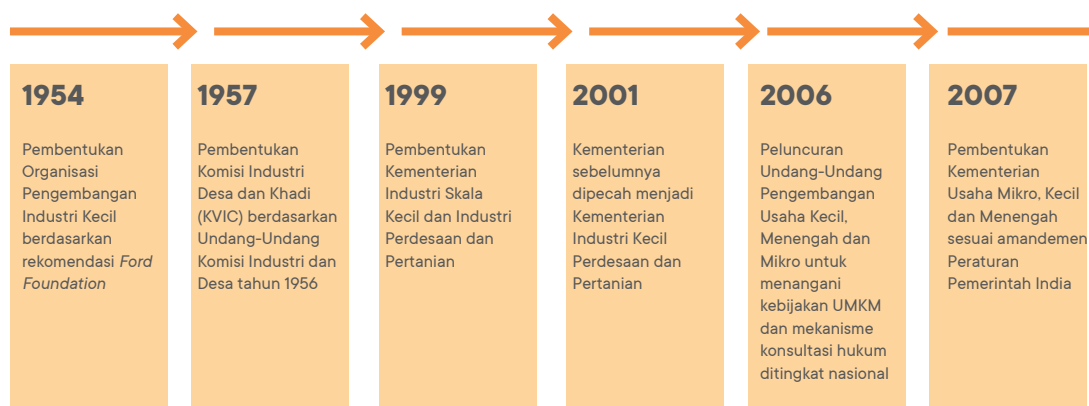 1954
Pembentukan
Organisasi
Pengembangan
Industri Kecil
berdasarkan
rekomendasi Ford
Foundation
1957
Pembentukan
Komisi Industri
Desa dan Khadi
(KVIC) berdasarkan
Undang-Undang
Komisi Industri dan
Desa tahun 1956
1999
Pembentukan
Kementerian
Industri Skala
Kecil dan Industri
Perdesaan dan
Pertanian
2001
Kementerian
sebelumnya
dipecah menjadi
Kementerian
Industri Kecil
Perdesaan dan
Pertanian
2006
Peluncuran
Undang-Undang
Pengembangan
Usaha Kecil,
Menengah dan
Mikro untuk
menangani
kebijakan UMKM
dan mekanisme
konsultasi hukum
ditingkat nasional
2007
Pembentukan
Kementerian
Usaha Mikro, Kecil
dan Menengah
sesuai amandemen
Peraturan
Pemerintah India